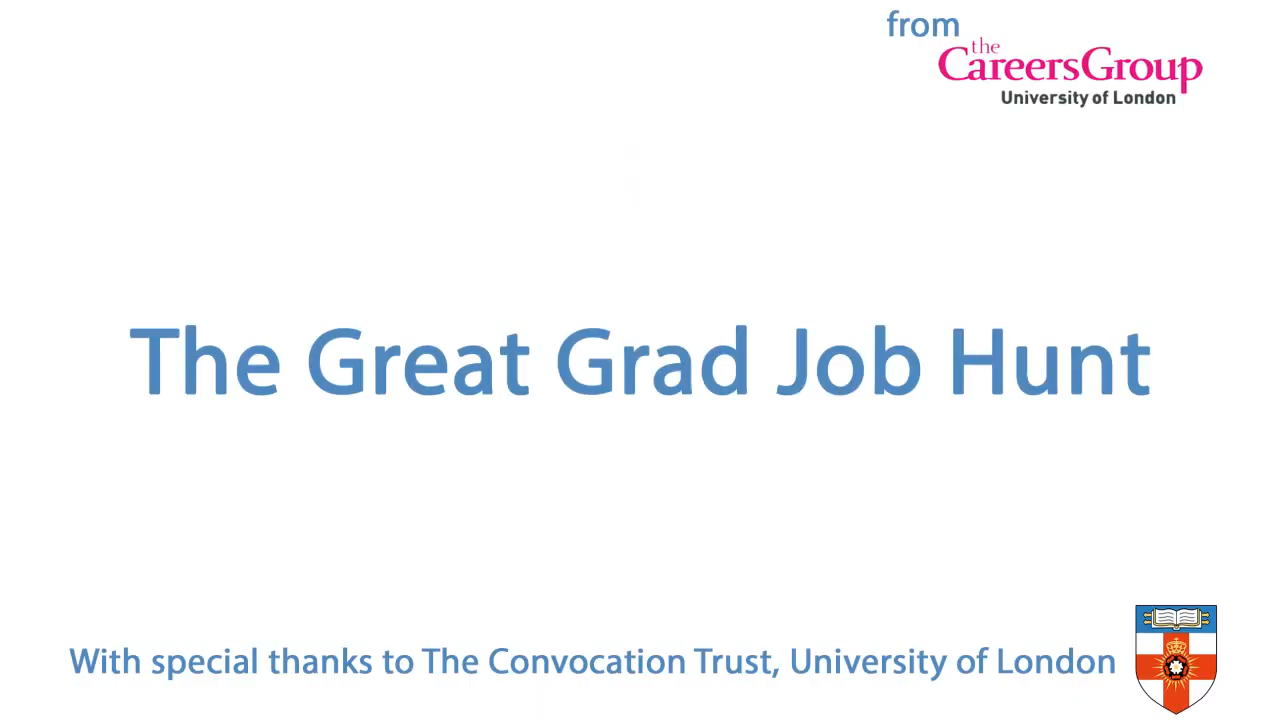 from
the
CareersGroup
University of London
The Great Grad Job Hunt
With special thanks to The Convocation Trust, University of London